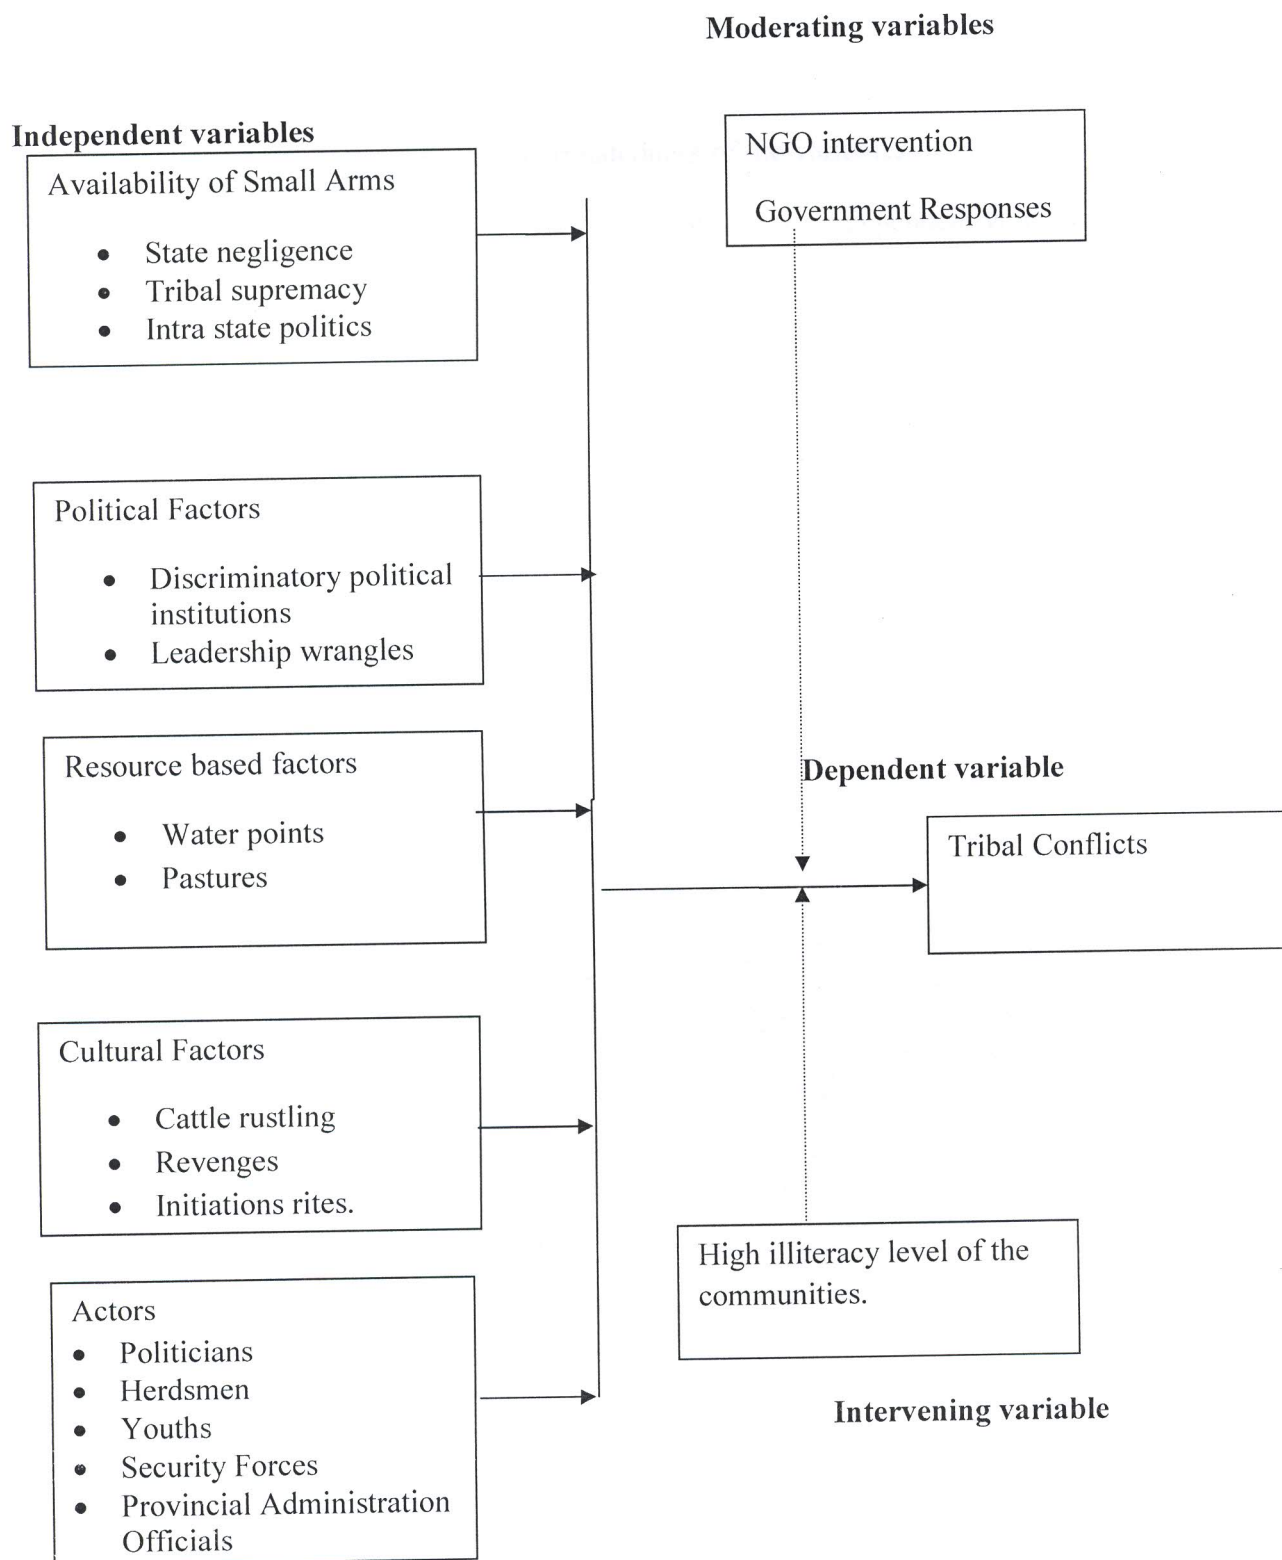 Moderating variables
Independent variables
NGO intervention
Government Responses
Availability of Small Arms
• State negligence
• Tribal supremacy
• Intra state politics
Political Factors
• Discriminatory political
institutions
• Leadership wrangles
Resource based factors
• Water points
• Pastures
Dependent variable
Tribal Conflicts
Cultural Factors
• Cattle rustling
• Revenges
• Initiations rites.
High illiteracy level of the
communities.
Intervening variable
Actors
• Politicians
• Herdsmen
• Youths
• Security Forces
• Provincial Administration
Officials